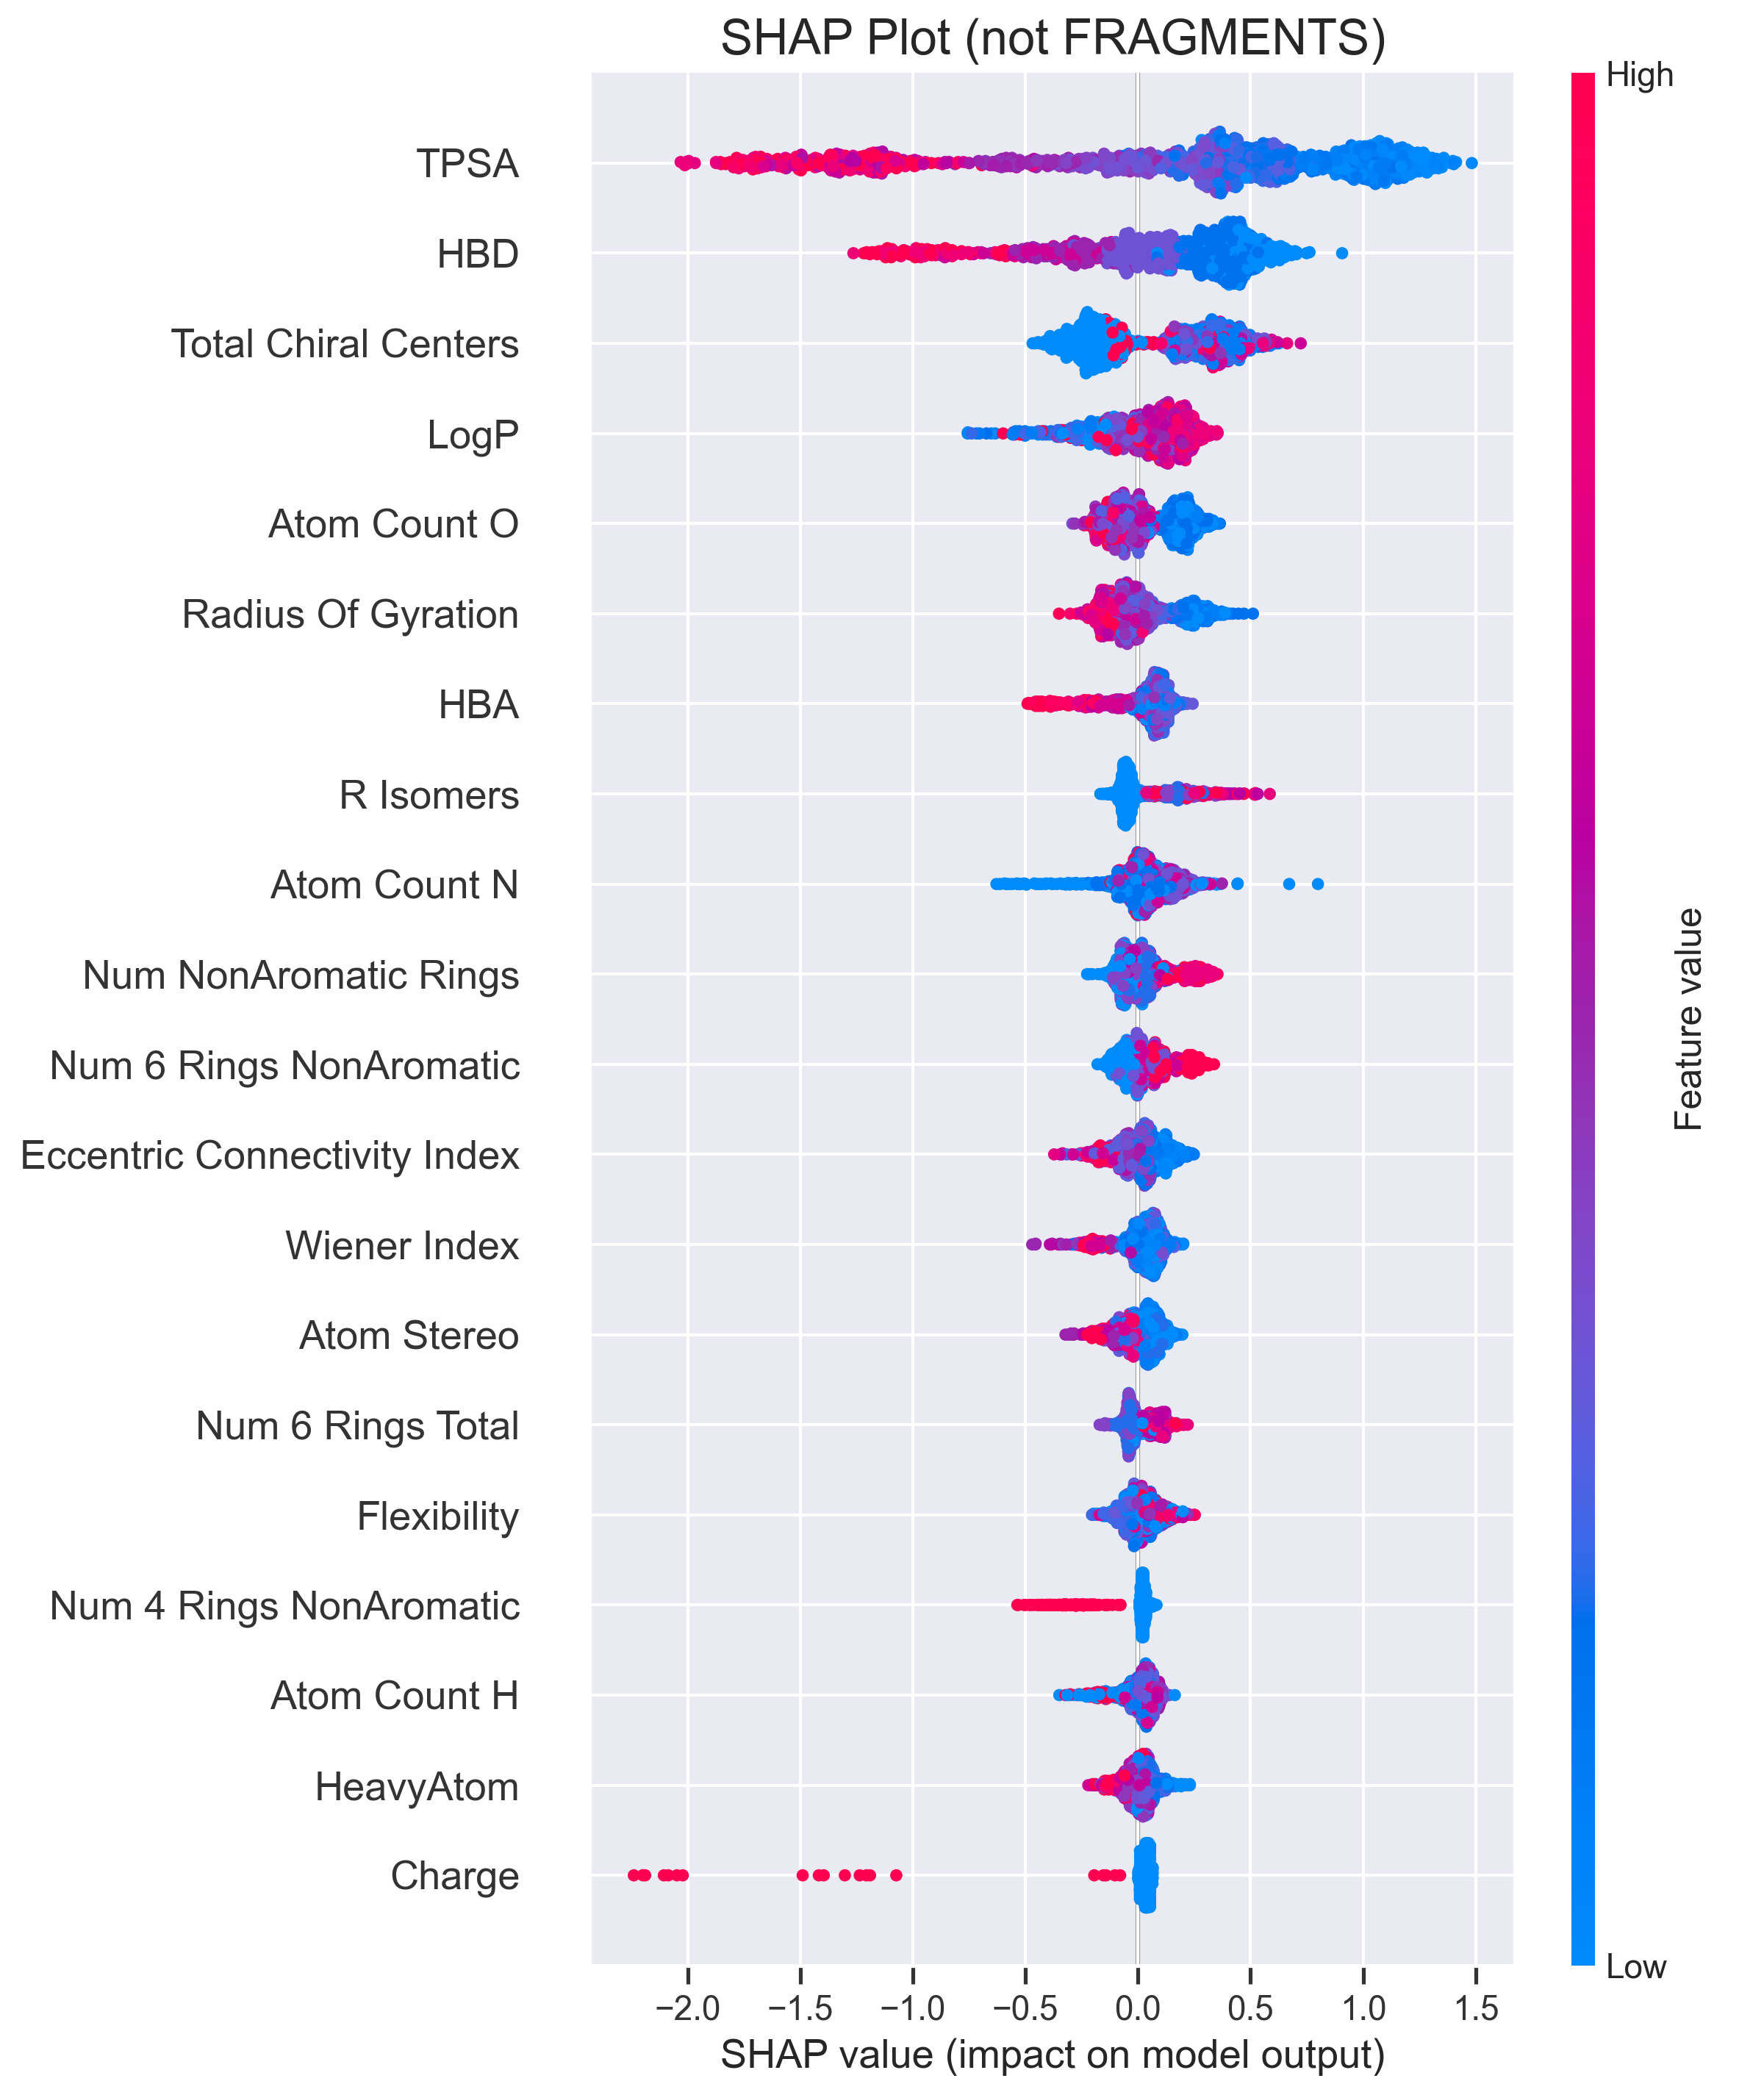 SHAP Plot (not FRAGMENTS)
High
TPSA
HBD
Total Chiral Centers
LogP
Atom Count O
Radius Of Gyration
HBA
R Isomers
Atom Count N
Num NonAromatic Rings
Num 6 Rings NonAromatic
Eccentric Connectivity Index
Wiener Index
Atom Stereo
Num 6 Rings Total
Flexibility
Num 4 Rings NonAromatic
Atom Count H
HeavyAtom
Charge
Feature value
Low
−2.0 −1.5 −1.0 −0.5 0.0 0.5 1.0 1.5
SHAP value (impact on model output)